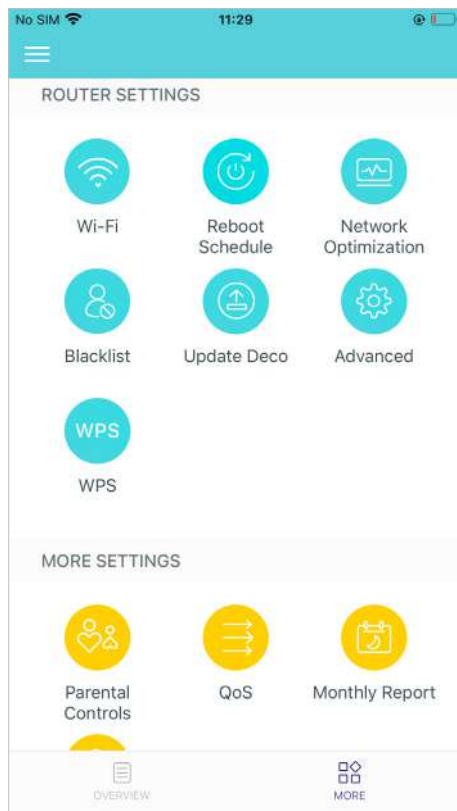 No SIM 11:29
ROUTER SETTINGS
Wi-Fi Reboot Schedule Network Optimization
Blacklist Update Deco Advanced
WPS
WPS
MORE SETTINGS
Parental Controls QoS Monthly Report
OVERVIEW MORE